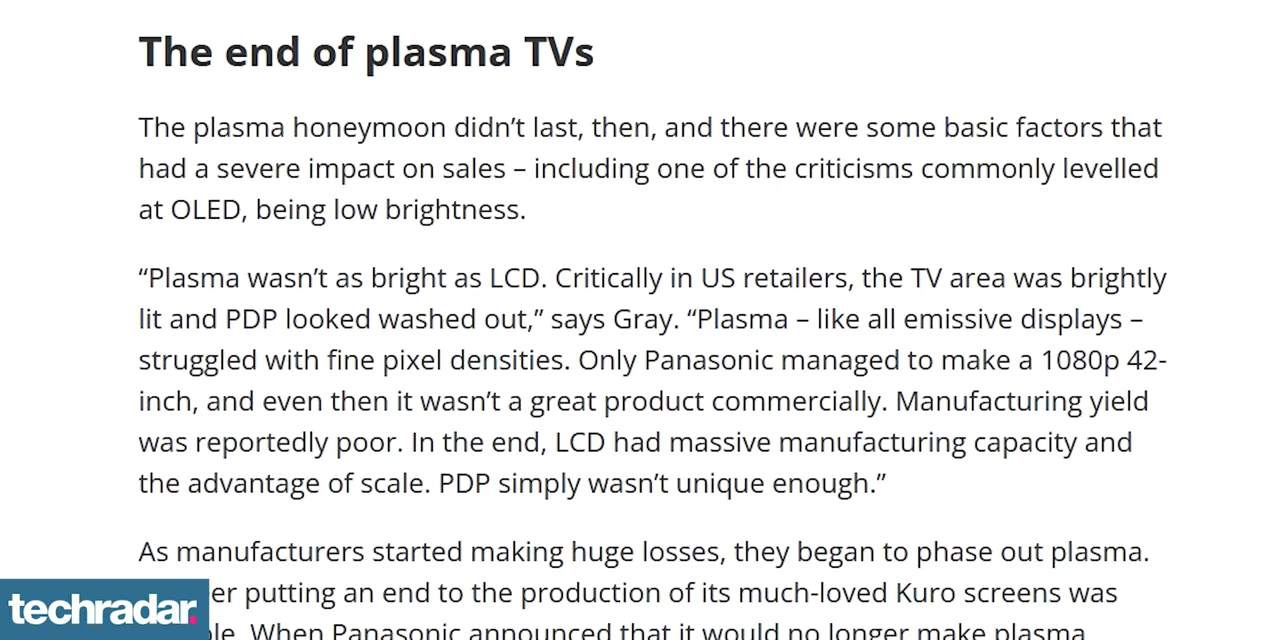 The end of plasma TVs
The plasma honeymoon didn’t last, then, and there were some basic factors that
had a severe impact on sales – including one of the criticisms commonly levelled
at OLED, being low brightness.
“Plasma wasn’t as bright as LCD. Critically in US retailers, the TV area was brightly
lit and PDP looked washed out,” says Gray. “Plasma – like all emissive displays –
struggled with fine pixel densities. Only Panasonic managed to make a 1080p 42-
inch, and even then it wasn’t a great product commercially. Manufacturing yield
was reportedly poor. In the end, LCD had massive manufacturing capacity and
the advantage of scale. PDP simply wasn’t unique enough.”
As manufacturers started making huge losses, they began to phase out plasma.
putting an end to the production of its much-loved Kuro screens was
When Panasonic announced that it would no longer make plasma
techradar.